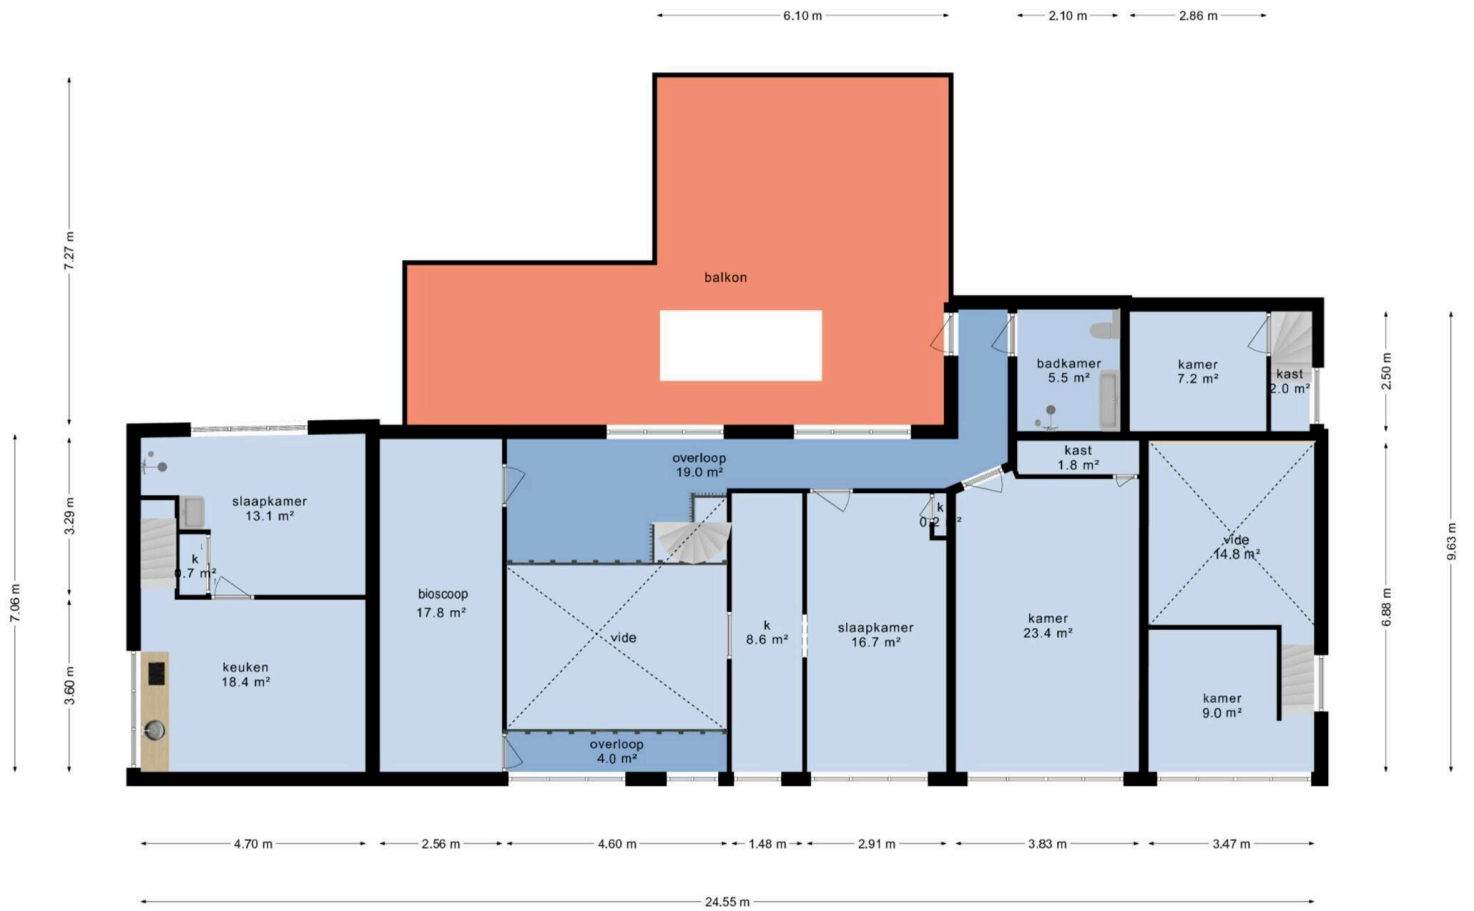 6.10 m
2.10 m
2.86 m
7.27 m
balkon
badkamer
5.5 m²
kamer
7.2 m²
kast
2.0 m²
2.50 m
9.63 m
overloop
19.0 m²
kast
1.8 m²
slaapkamer
13.1 m²
3.29 m
k
0.2 m²
vide
14.8 m²
k
0.7 m²
7.06 m
bioscoop
17.8 m²
vide
k
8.6 m²
slaapkamer
16.7 m²
kamer
23.4 m²
6.88 m
keuken
18.4 m²
3.60 m
kamer
9.0 m²
overloop
4.0 m²
4.70 m
2.56 m
4.60 m
1.48 m
2.91 m
3.83 m
3.47 m
24.55 m